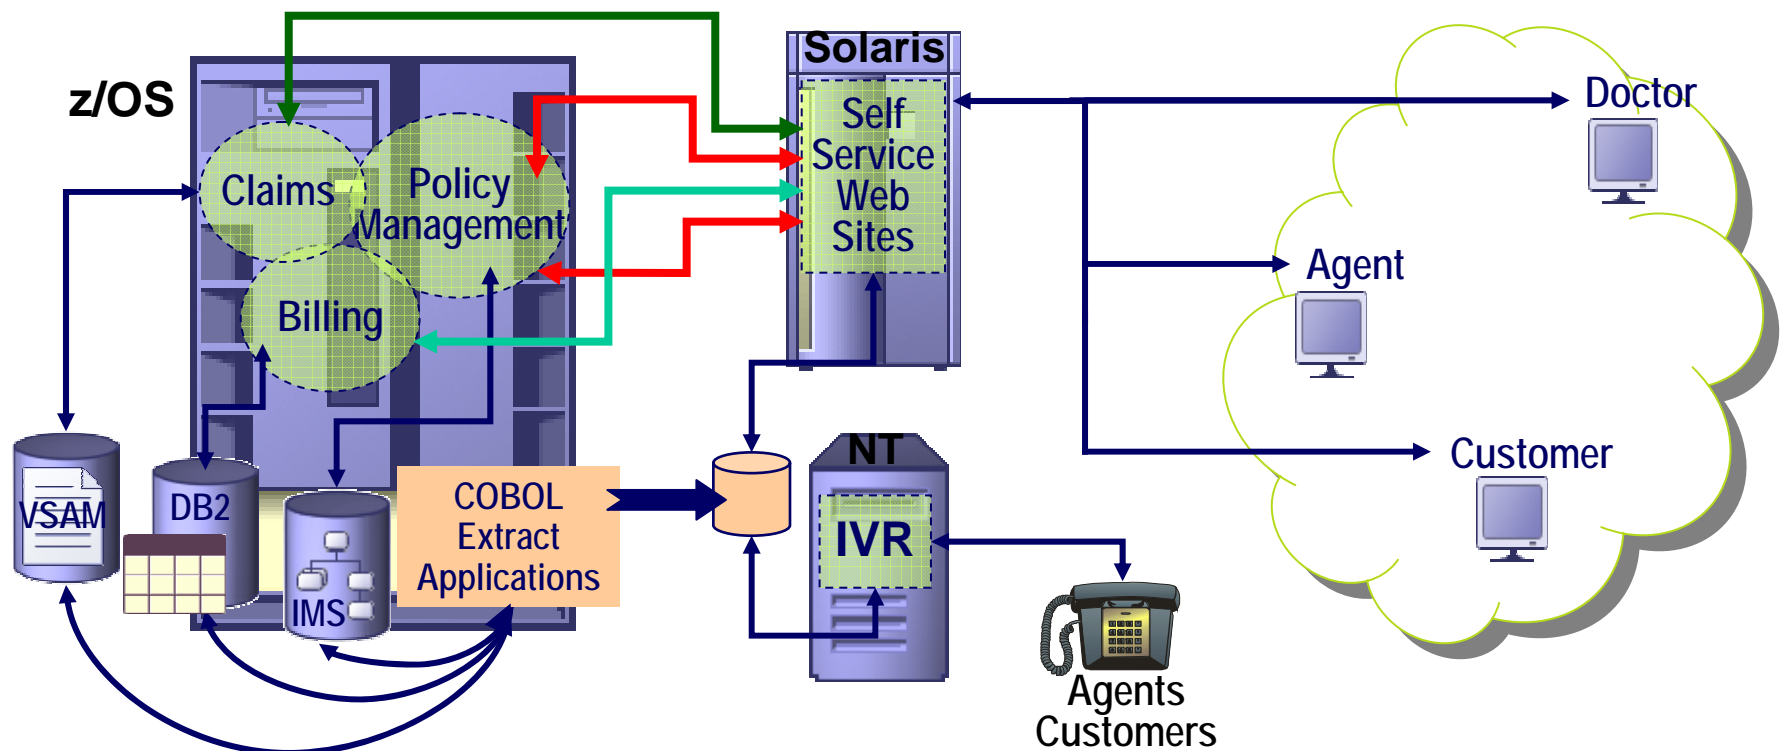 Solaris
z/OS
Self
Service
Web
Sites
Doctor
Claims
Policy
Management
Agent
Billing
Customer
NT
VSAM
DB2
IMS
COBOL
Extract
Applications
IVR
Agents
Customers